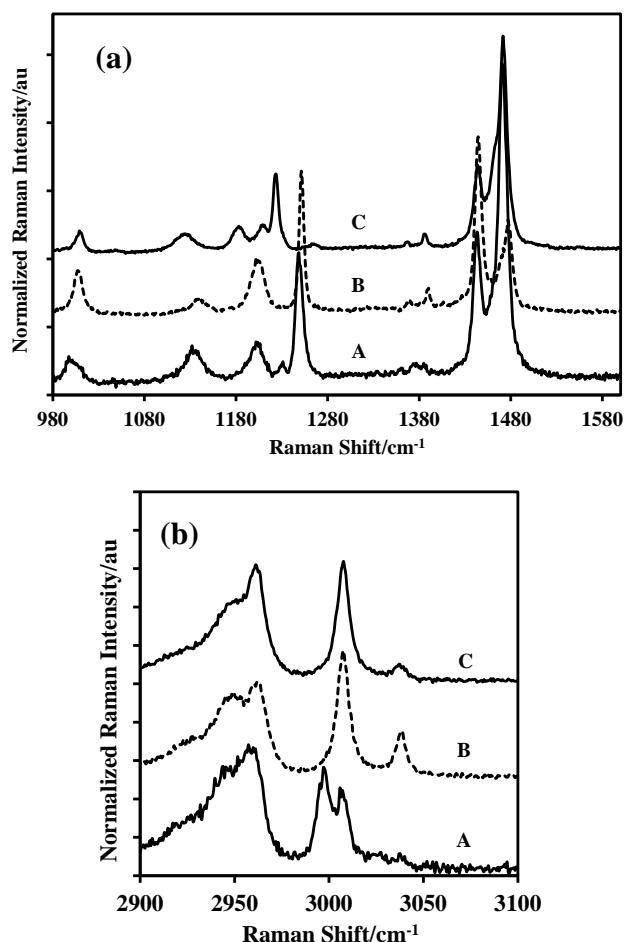 (a)
Normalized Raman Intensity/au
C
B
A
980 1080 1180 1280 1380 1480 1580
Raman Shift/cm-1
(b)
Normalized Raman Intensity/au
C
B
A
2900 2950 3000 3050 3100
Raman Shift/cm-1